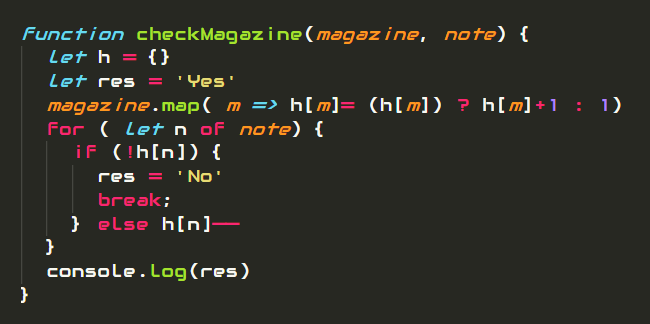 function checkMagazine(magazine, note) {
let h = {}
let res = 'Yes'
magazine.map( m => h[m]= (h[m]) ? h[m]+1 : 1)
for ( let n of note) {
if (!h[n]) {
res = 'No'
break;
} else h[n]--
}
console.log(res)
}